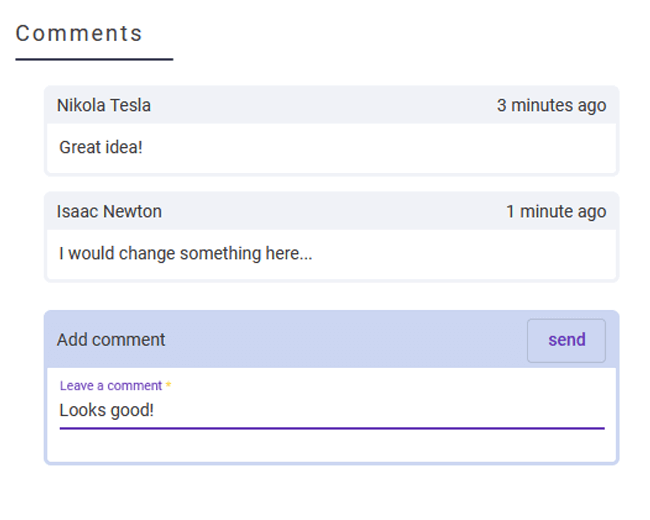 Comments
Nikola Tesla 3 minutes ago
Great idea!
Isaac Newton 1 minute ago
I would change something here...
Add comment send
Leave a comment *
Looks good!